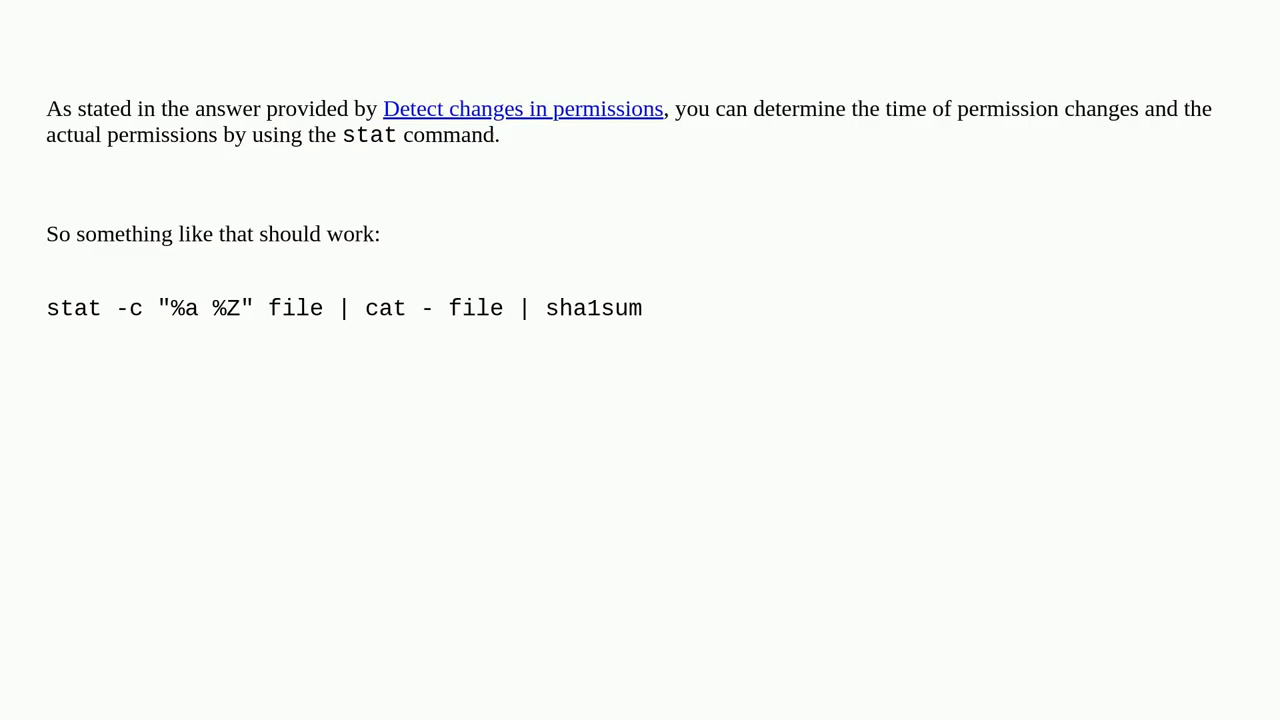 As stated in the answer provided by Detect changes in permissions, you can determine the time of permission changes and the
actual permissions by using the stat command.
So something like that should work:
stat -c "%a %Z" file | cat - file | sha1sum